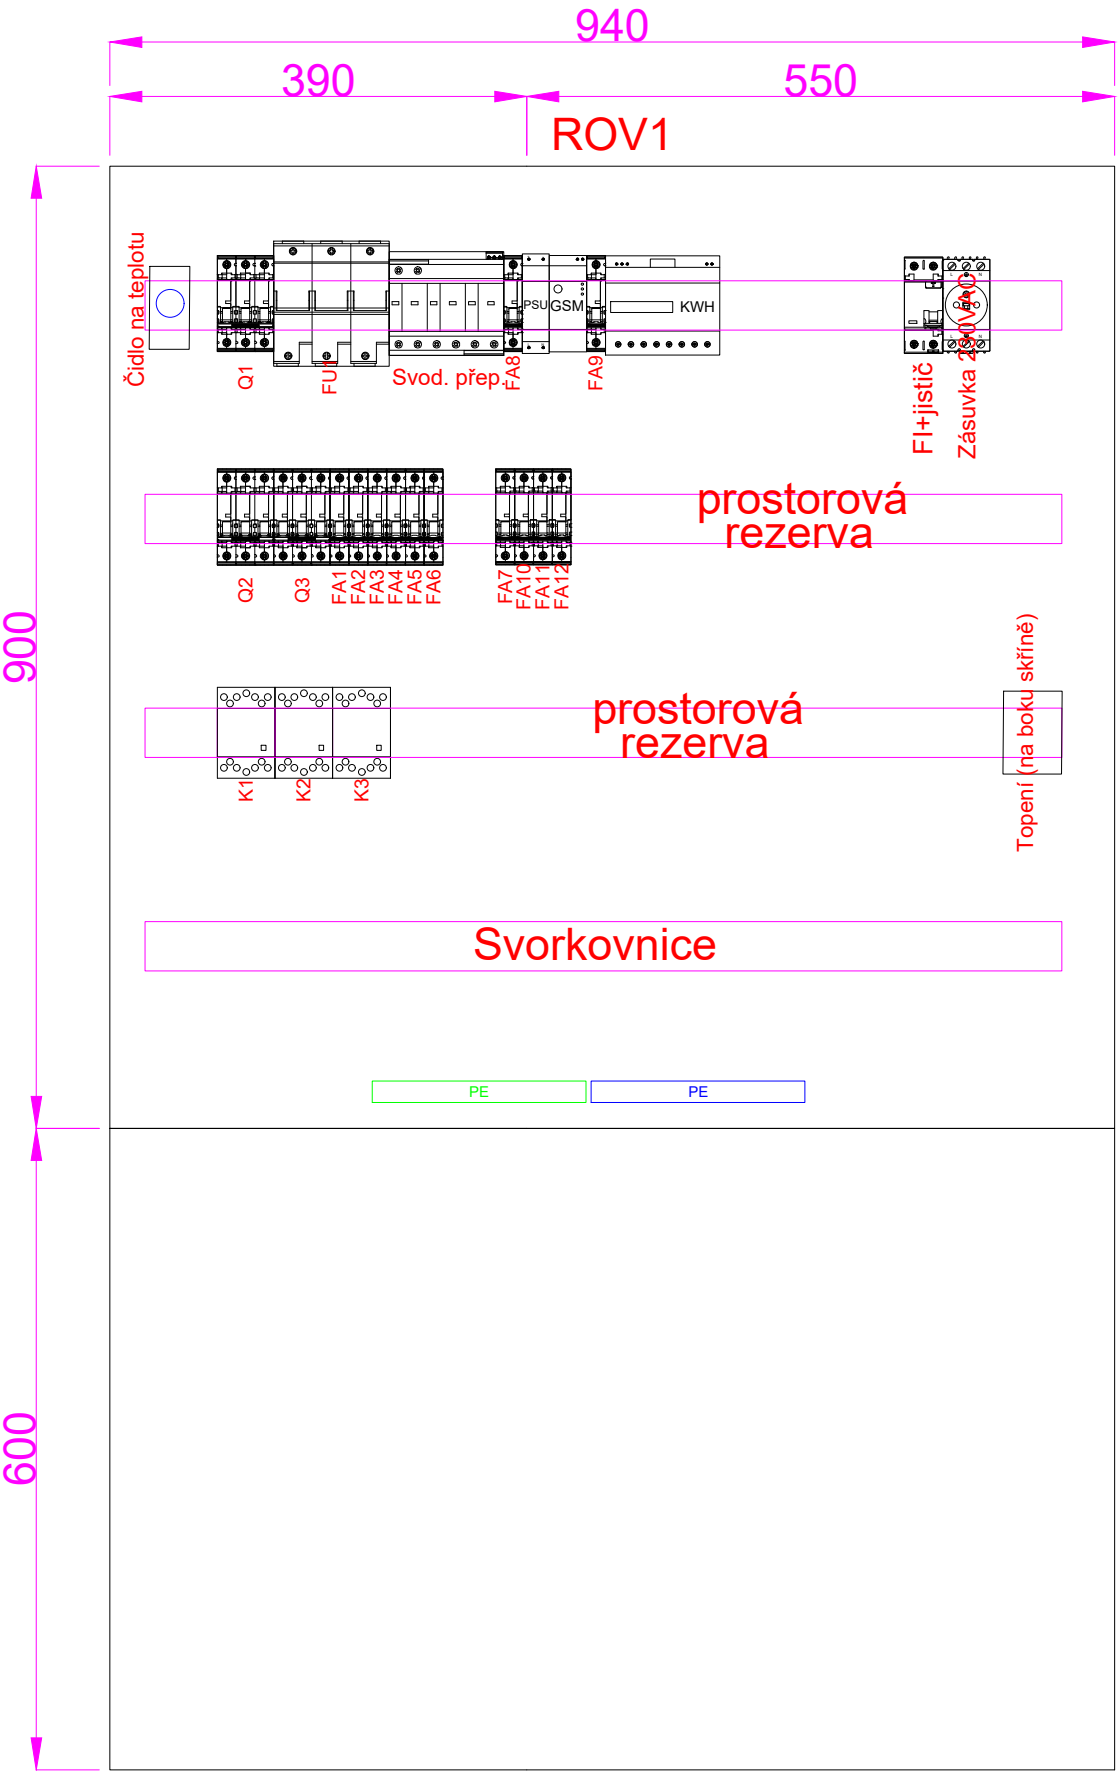 940
390
550
ROV1
Čidlo na teplotu
Q1
FU1
Svod. přep.
FA8
PSU
GSM
FA9
KWH
FI+jistič
Zásuvka 230VAC
prostorová
rezerva
Q2
Q3
FA1
FA2
FA3
FA4
FA5
FA6
FA7
FA10
FA11
FA12
900
prostorová
rezerva
K1
K2
K3
Topení (na boku skříně)
Svorkovnice
PE
PE
600